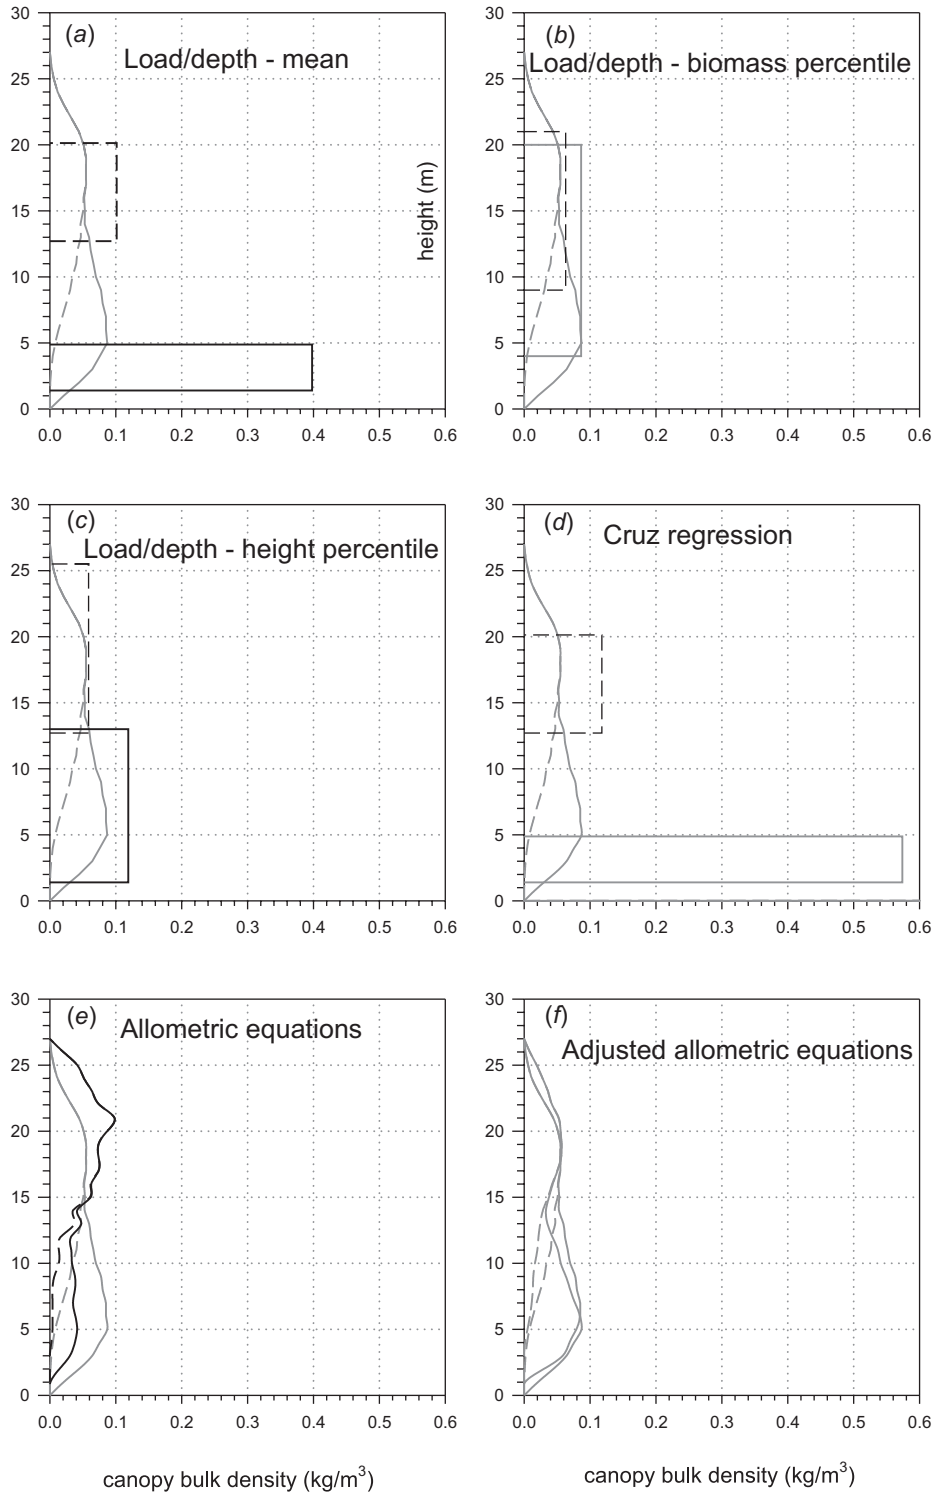 30
(a)
Load/depth - mean
25
20
15
10
5
0
0.0 0.1 0.2 0.3 0.4 0.5 0.6
30
(b)
Load/depth - biomass percentile
25
20
height (m)
15
10
5
0
0.0 0.1 0.2 0.3 0.4 0.5 0.6
30
(c)
Load/depth - height percentile
25
20
15
10
5
0
0.0 0.1 0.2 0.3 0.4 0.5 0.6
30
(d)
Cruz regression
25
20
15
10
5
0
0.0 0.1 0.2 0.3 0.4 0.5 0.6
30
(e)
Allometric equations
25
20
15
10
5
0
0.0 0.1 0.2 0.3 0.4 0.5 0.6
canopy bulk density (kg/m³)
30
(f)
Adjusted allometric equations
25
20
15
10
5
0
0.0 0.1 0.2 0.3 0.4 0.5 0.6
canopy bulk density (kg/m³)